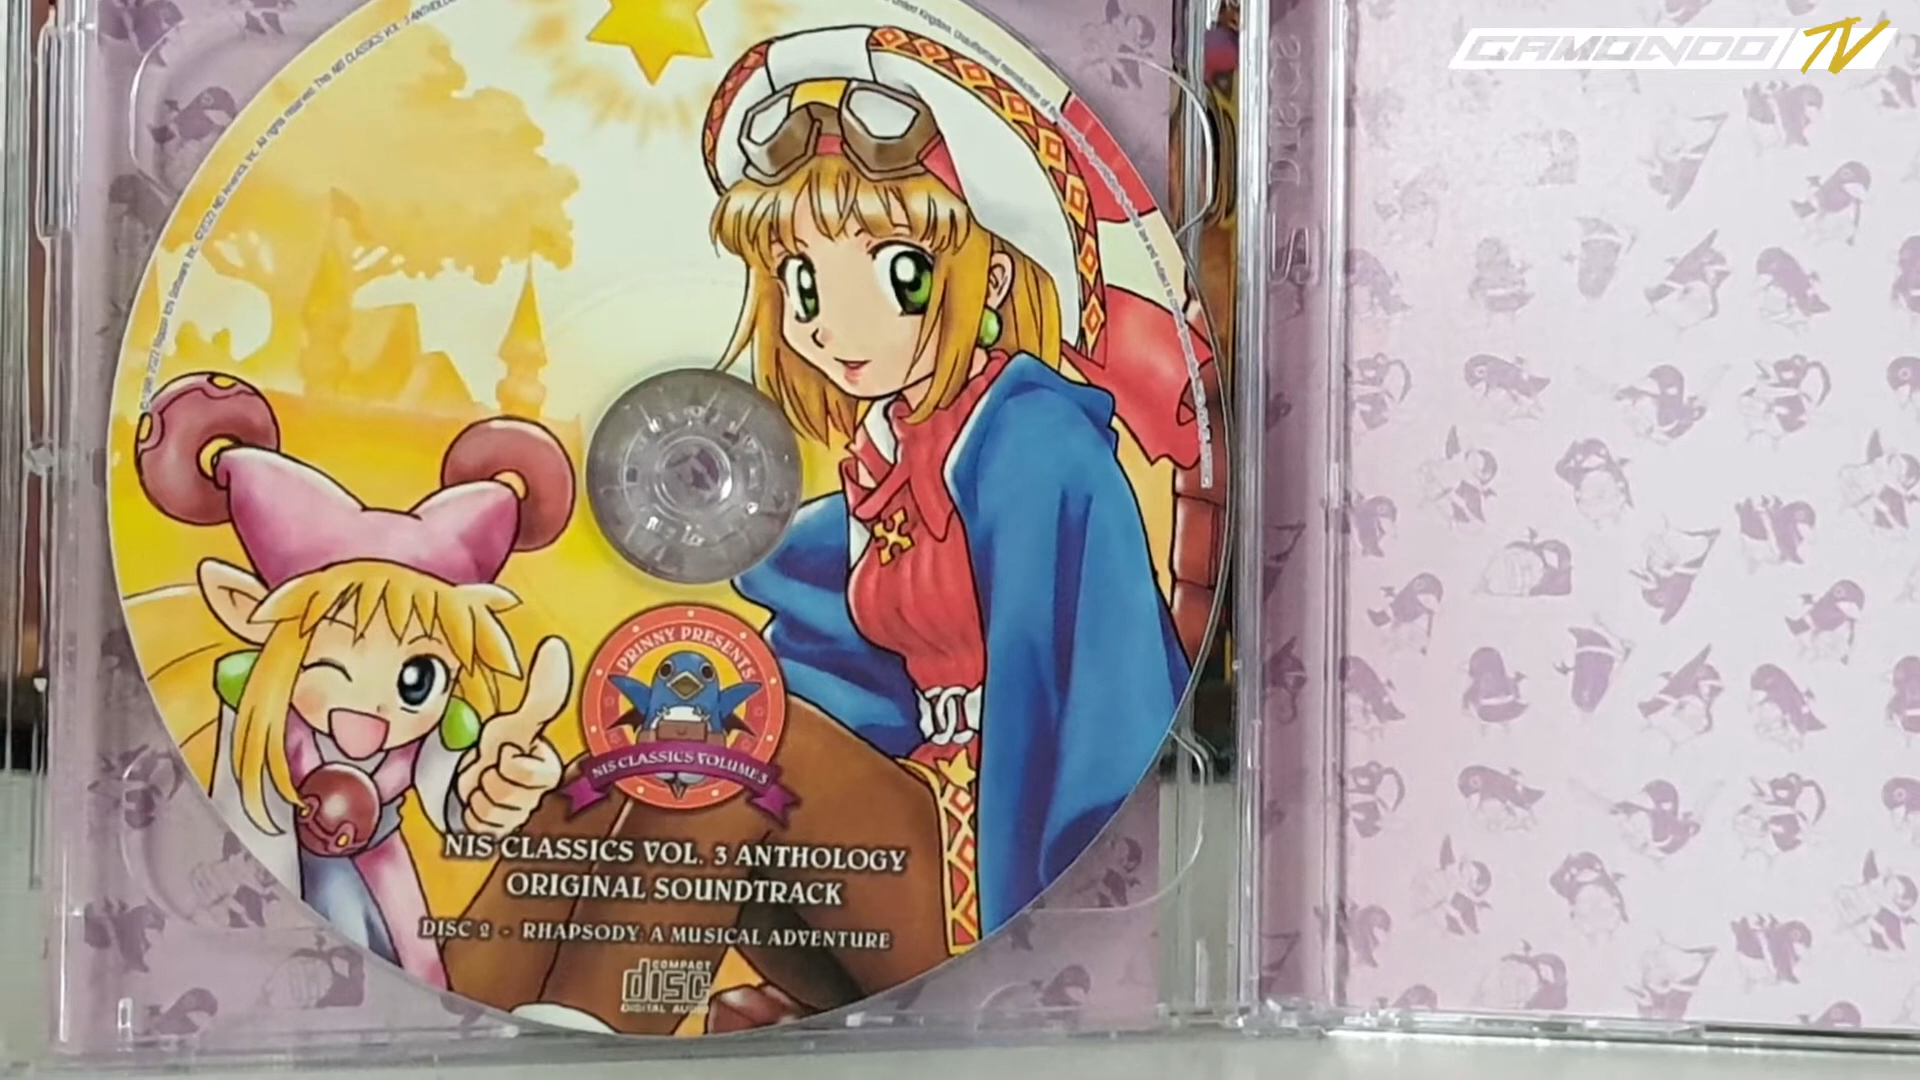 GAMONDO TV
PRINNY PRESENTS
NIS CLASSICS VOLUME 3
NIS CLASSICS VOL. 3 ANTHOLOGY
ORIGINAL SOUNDTRACK
DISC 2 - RHAPSODY: A MUSICAL ADVENTURE
COMPACT
disc
DIGITAL AUDIO